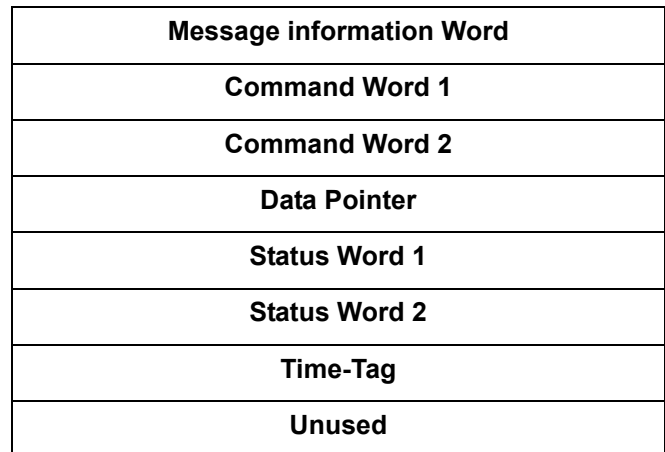 Message information Word
Command Word 1
Command Word 2
Data Pointer
Status Word 1
Status Word 2
Time-Tag
Unused